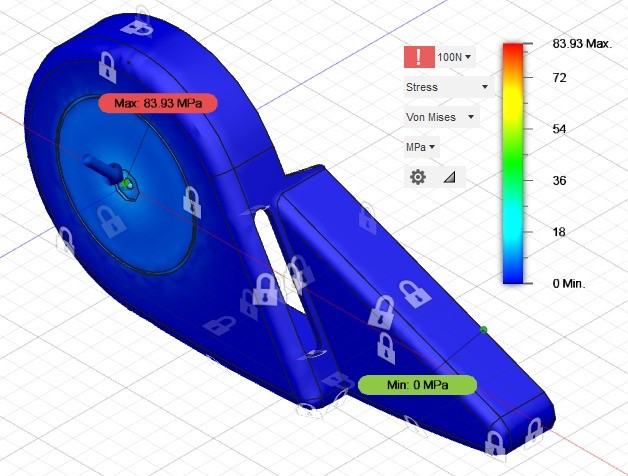 Max: 83.93 MPa
Min: 0 MPa
! 100N
Stress
Von Mises
MPa
83.93 Max.
72
54
36
18
0 Min.